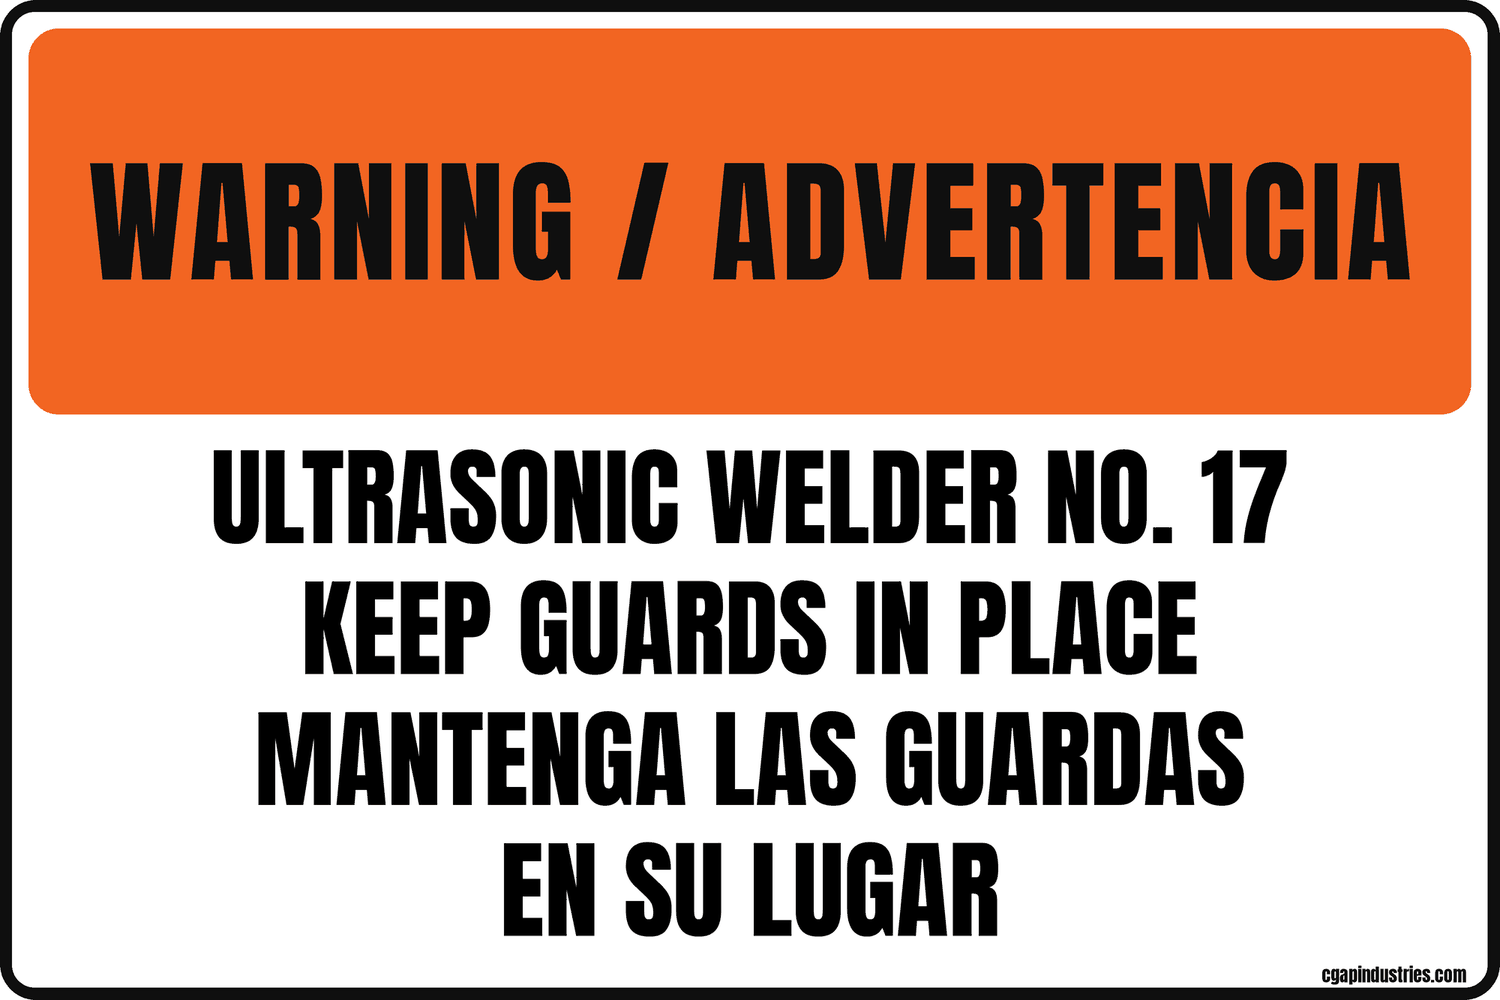 WARNING / ADVERTENCIA
ULTRASONIC WELDER NO. 17
KEEP GUARDS IN PLACE
MANTENGA LAS GUARDAS
EN SU LUGAR
cgapindustries.com